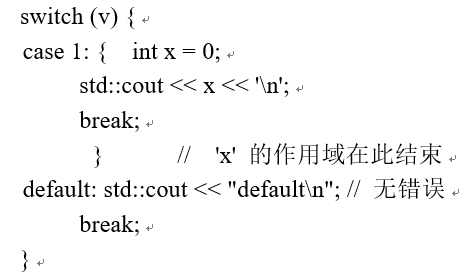 switch (v) {
case 1: {    int x = 0;
std::cout << x << '\n';
break;
}    //    'x' 的作用域在此结束
default: std::cout << "default\n"; // 无错误
break;
}